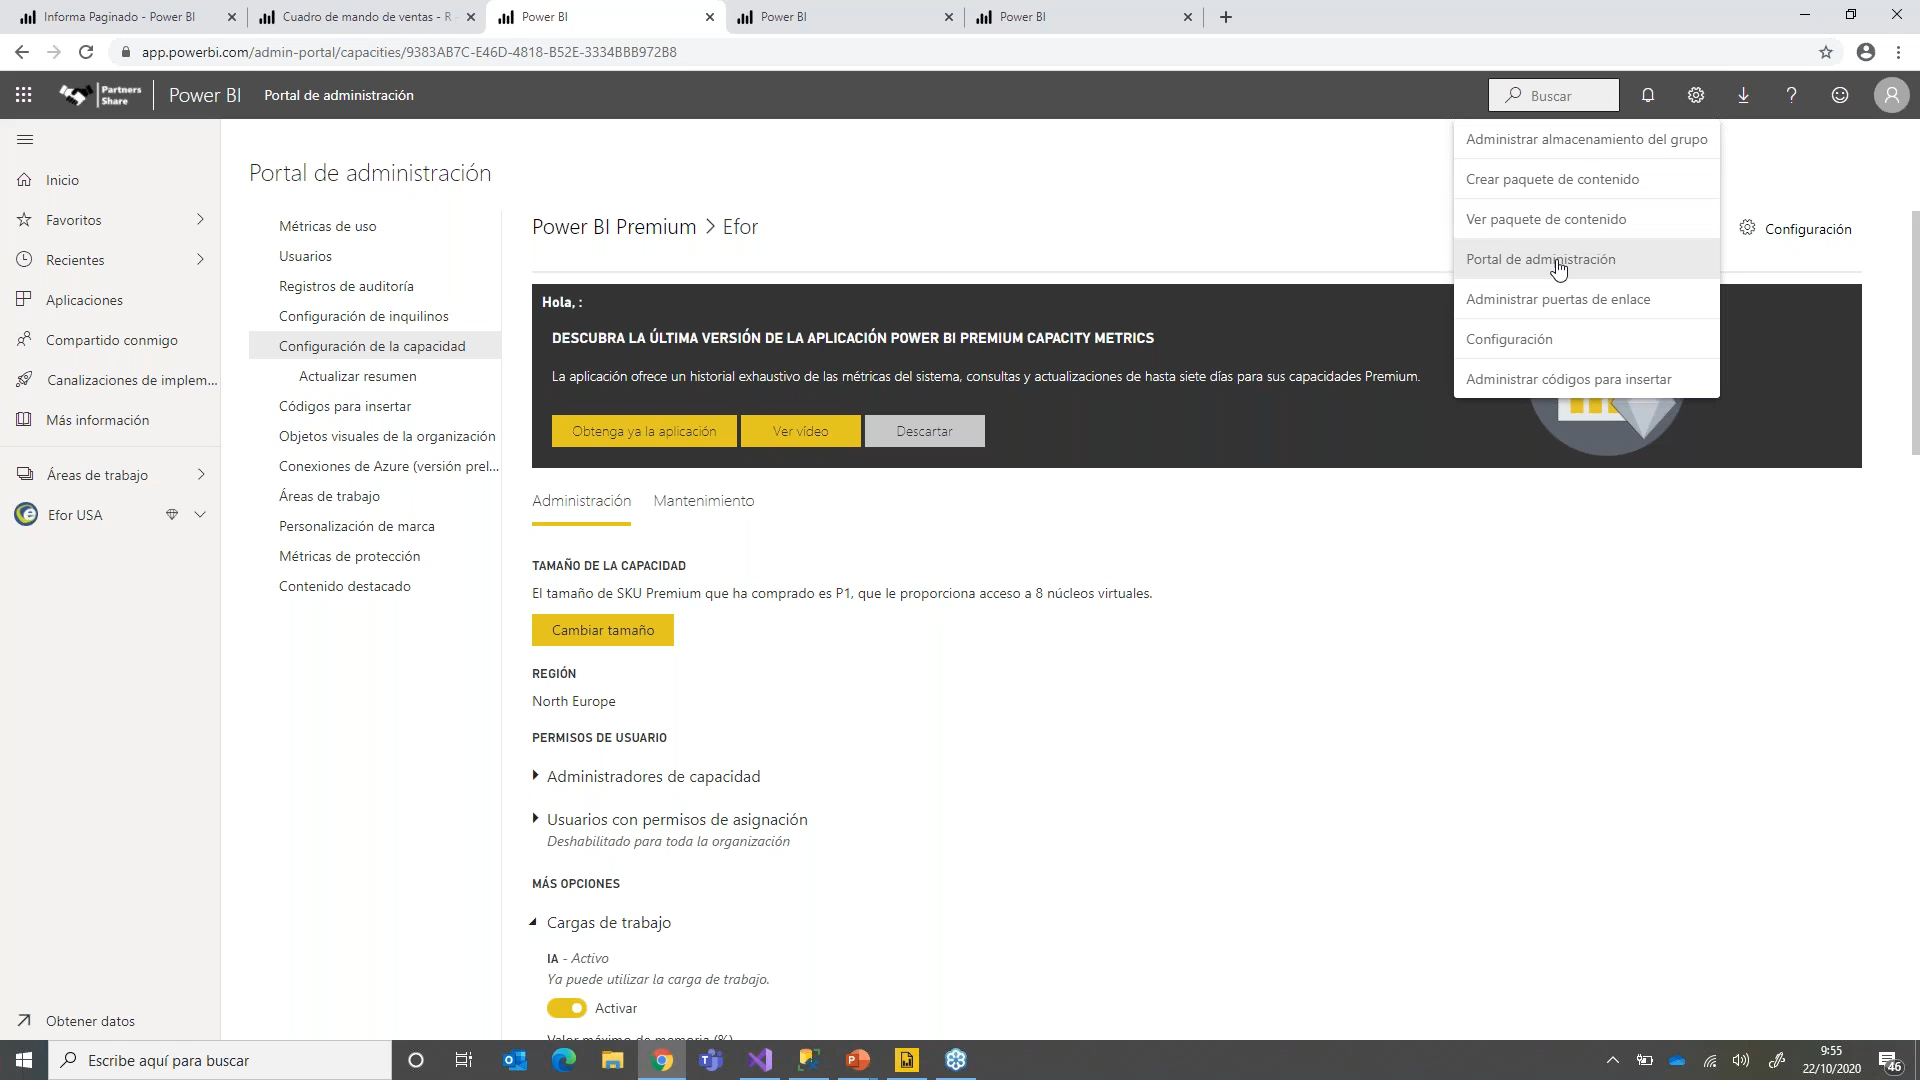 Informa Paginado - Power BI
Cuadro de mando de ventas - R
Power BI
Power BI
Power BI
app.powerbi.com/admin-portal/capacities/9383AB7C-E46D-4818-B52E-3334BBB972B8
Partners
Share
Power BI
Portal de administración
Buscar
Inicio
Favoritos
Recientes
Aplicaciones
Compartido conmigo
Canalizaciones de implem...
Más información
Áreas de trabajo
Efor USA
Obtener datos
Portal de administración
Métricas de uso
Usuarios
Registros de auditoría
Configuración de inquilinos
Configuración de la capacidad
Actualizar resumen
Códigos para insertar
Objetos visuales de la organización
Conexiones de Azure (versión prel...
Áreas de trabajo
Personalización de marca
Métricas de protección
Contenido destacado
Power BI Premium > Efor
Configuración
Administrar almacenamiento del grupo
Crear paquete de contenido
Ver paquete de contenido
Portal de administración
Administrar puertas de enlace
Configuración
Administrar códigos para insertar
Hola, :
DESCUBRA LA ÚLTIMA VERSIÓN DE LA APLICACIÓN POWER BI PREMIUM CAPACITY METRICS
La aplicación ofrece un historial exhaustivo de las métricas del sistema, consultas y actualizaciones de hasta siete días para sus capacidades Premium.
Obtenga ya la aplicación
Ver vídeo
Descartar
Administración
Mantenimiento
TAMAÑO DE LA CAPACIDAD
El tamaño de SKU Premium que ha comprado es P1, que le proporciona acceso a 8 núcleos virtuales.
Cambiar tamaño
REGIÓN
North Europe
PERMISOS DE USUARIO
Administradores de capacidad
Usuarios con permisos de asignación
Deshabilitado para toda la organización
MÁS OPCIONES
Cargas de trabajo
IA - Activo
Ya puede utilizar la carga de trabajo.
Activar
Valor máximo de memoria (%)
Escribe aquí para buscar
9:55
22/10/2020
46